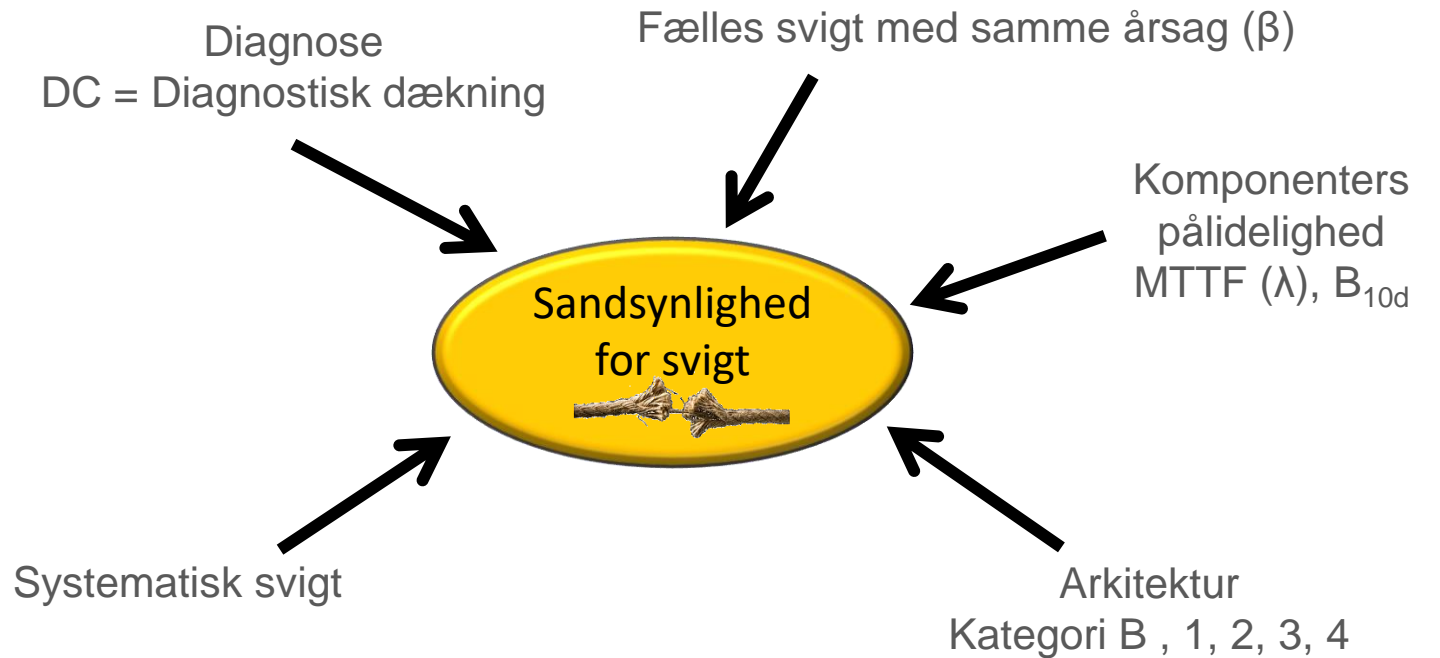 Diagnose
DC = Diagnostisk dækning
Fælles svigt med samme årsag (β)
Komponenters
pålidelighed
MTTF (λ), B10d
Sandsynlighed
for svigt
Systematisk svigt
Arkitektur
Kategori B , 1, 2, 3, 4